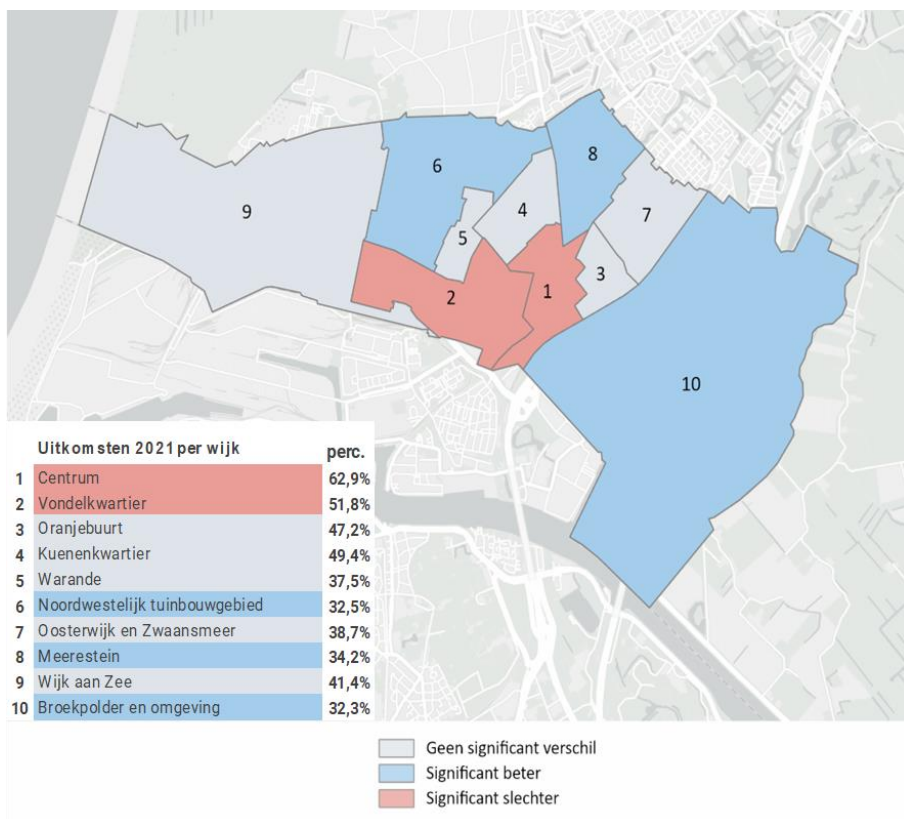 8
6
4
9
7
5
3
1
2
10
Uitkomsten 2021 per wijk perc.
1 Centrum 62,9%
2 Vondelkwartier 51,8%
3 Oranjebuurt 47,2%
4 Kuenenkwartier 49,4%
5 Warande 37,5%
6 Noordwestelijk tuinbouwgebied 32,5%
7 Oosterwijk en Zwaansmeer 38,7%
8 Meerestein 34,2%
9 Wijk aan Zee 41,4%
10 Broekpolder en omgeving 32,3%
Geen significant verschil
Significant beter
Significant slechter